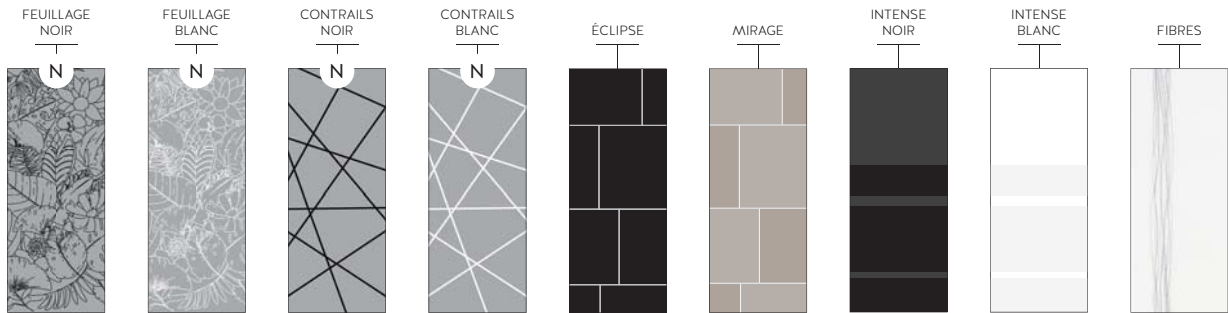 FEUILLAGE
NOIR
FEUILLAGE
BLANC
CONTRAILS
NOIR
CONTRAILS
BLANC
ÉCLIPSE
MIRAGE
INTENSE
NOIR
INTENSE
BLANC
FIBRES
N
N
N
N